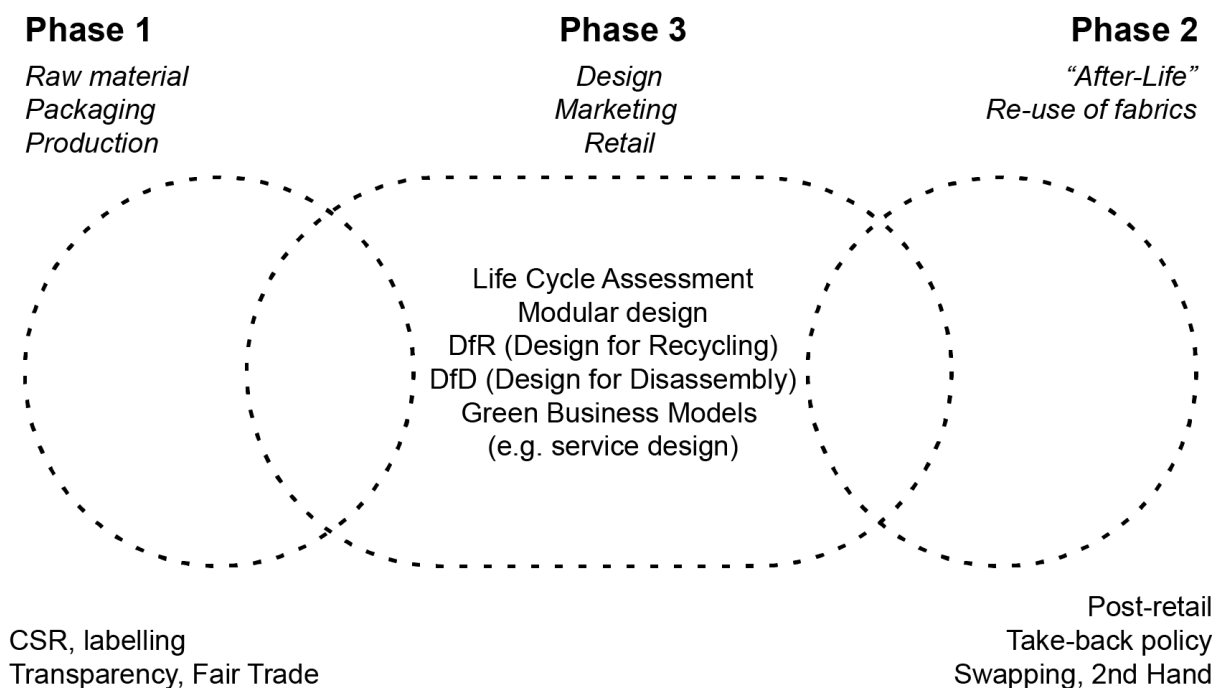 Phase 1
Raw material
Packaging
Production
Phase 3
Design
Marketing
Retail
Phase 2
“After-Life”
Re-use of fabrics
Life Cycle Assessment
Modular design
DfR (Design for Recycling)
DfD (Design for Disassembly)
Green Business Models
(e.g. service design)
CSR, labelling
Transparency, Fair Trade
Post-retail
Take-back policy
Swapping, 2nd Hand